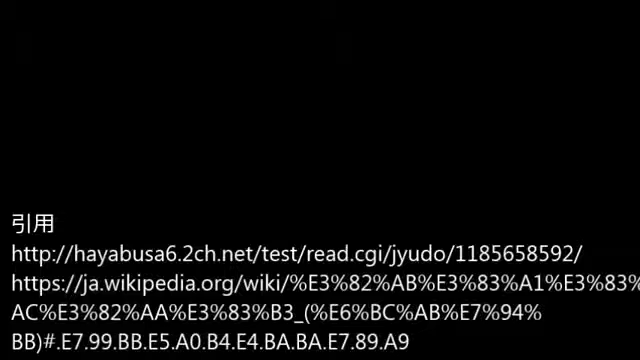 引用
http://hayabusa6.2ch.net/test/read.cgi/jyudo/1185658592/
https://ja.wikipedia.org/wiki/%E3%82%AB%E3%83%A1%E3%83%
AC%E3%82%AA%E3%83%B3_(%E6%BC%AB%E7%94%
BB)#.E7.99.BB.E5.A0.B4.E4.BA.BA.E7.89.A9